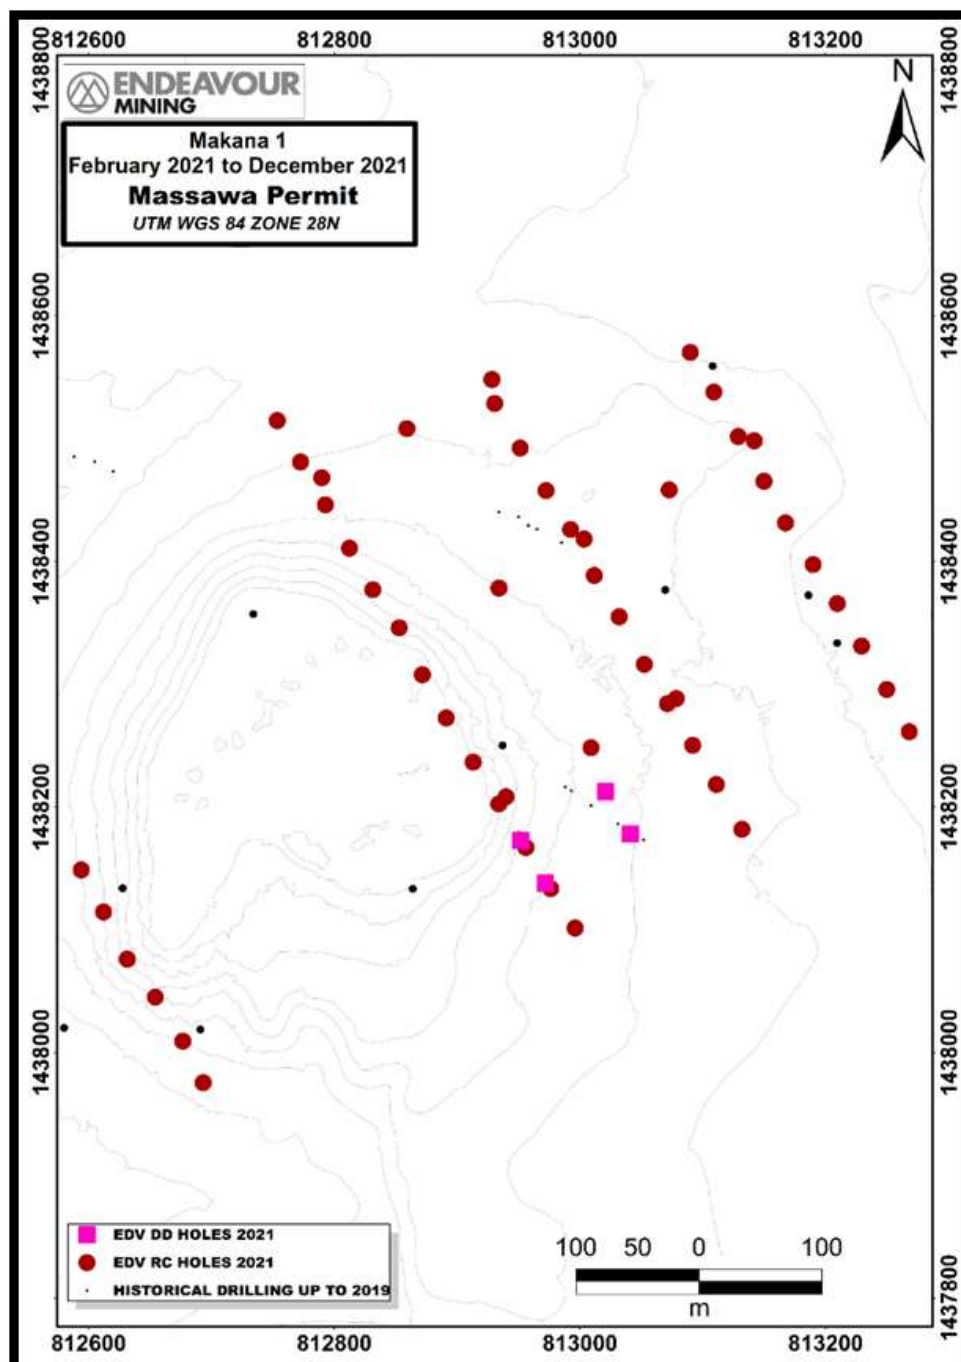 812600 812800 813000 813200
1438800
1438800
ENDEAVOUR
MINING
N
Makana 1
February 2021 to December 2021
Massawa Permit
UTM WGS 84 ZONE 28N
1438600
1438600
1438400
1438400
1438200
1438200
1438000
1438000
EDV DD HOLES 2021
EDV RC HOLES 2021
HISTORICAL DRILLING UP TO 2019
100 50 0 100
m
1437800
1437800
812600 812800 813000 813200